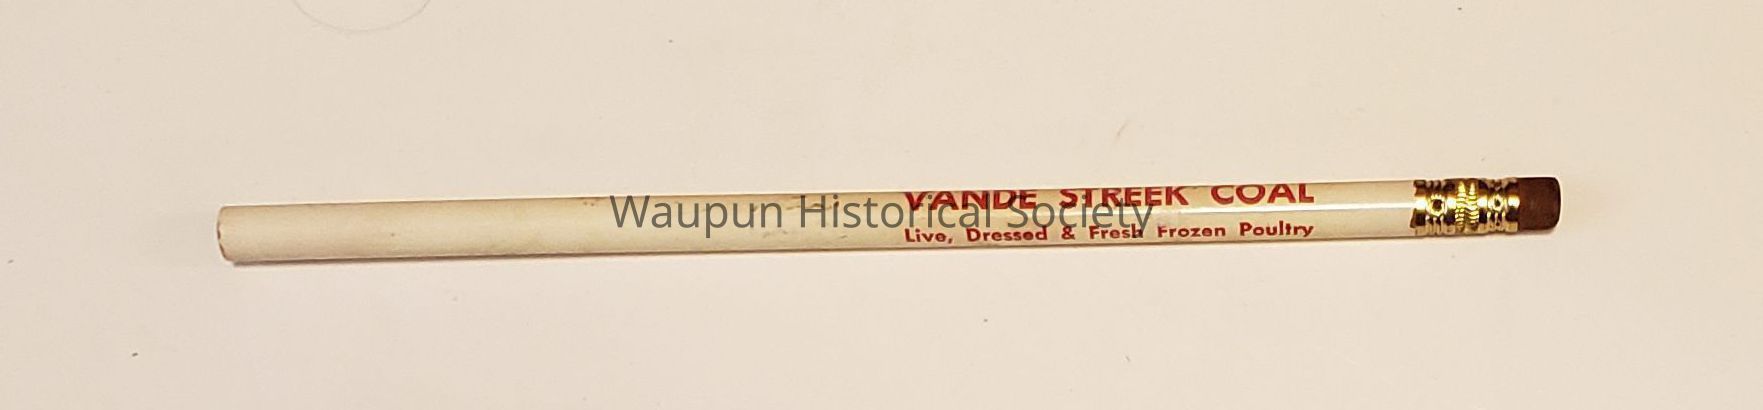 VANDE STREEK COAL
Live, Dressed & Fresh Frozen Poultry
Waupun Historical Society